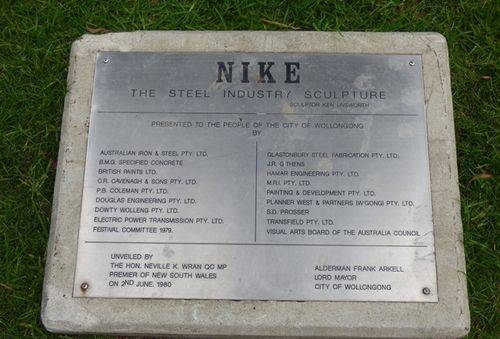 NIKE
THE STEEL INDUSTRY SCULPTURE
SCULPTOR KEN UNSWORTH
PRESENTED TO THE PEOPLE OF THE CITY OF WOLLONGONG
BY
AUSTRALIAN IRON & STEEL PTY. LTD.
B.M.G. SPECIFIED CONCRETE
BRITISH PAINTS LTD.
C.R. CAVENAGH & SONS PTY. LTD.
P.B. COLEMAN PTY. LTD.
DOUGLAS ENGINEERING PTY. LTD.
DOWTY WOLLENG PTY. LTD.
ELECTRIC POWER TRANSMISSION PTY. LTD.
FESTIVAL COMMITTEE 1979.
GLASTONBURY STEEL FABRICATION PTY. LTD.
J.R. GITHENS
HAMAR ENGINEERING PTY. LTD.
M.R.I. PTY. LTD.
PAINTING & DEVELOPMENT PTY. LTD.
PLANNER WEST & PARTNERS (W'GONG) PTY. LTD.
S.D. PROSSER
TRANSFIELD PTY. LTD.
VISUAL ARTS BOARD OF THE AUSTRALIA COUNCIL
UNVEILED BY
THE HON. NEVILLE K. WRAN QC MP
PREMIER OF NEW SOUTH WALES
ON 2ND JUNE. 1980
ALDERMAN FRANK ARKELL
LORD MAYOR
CITY OF WOLLONGONG